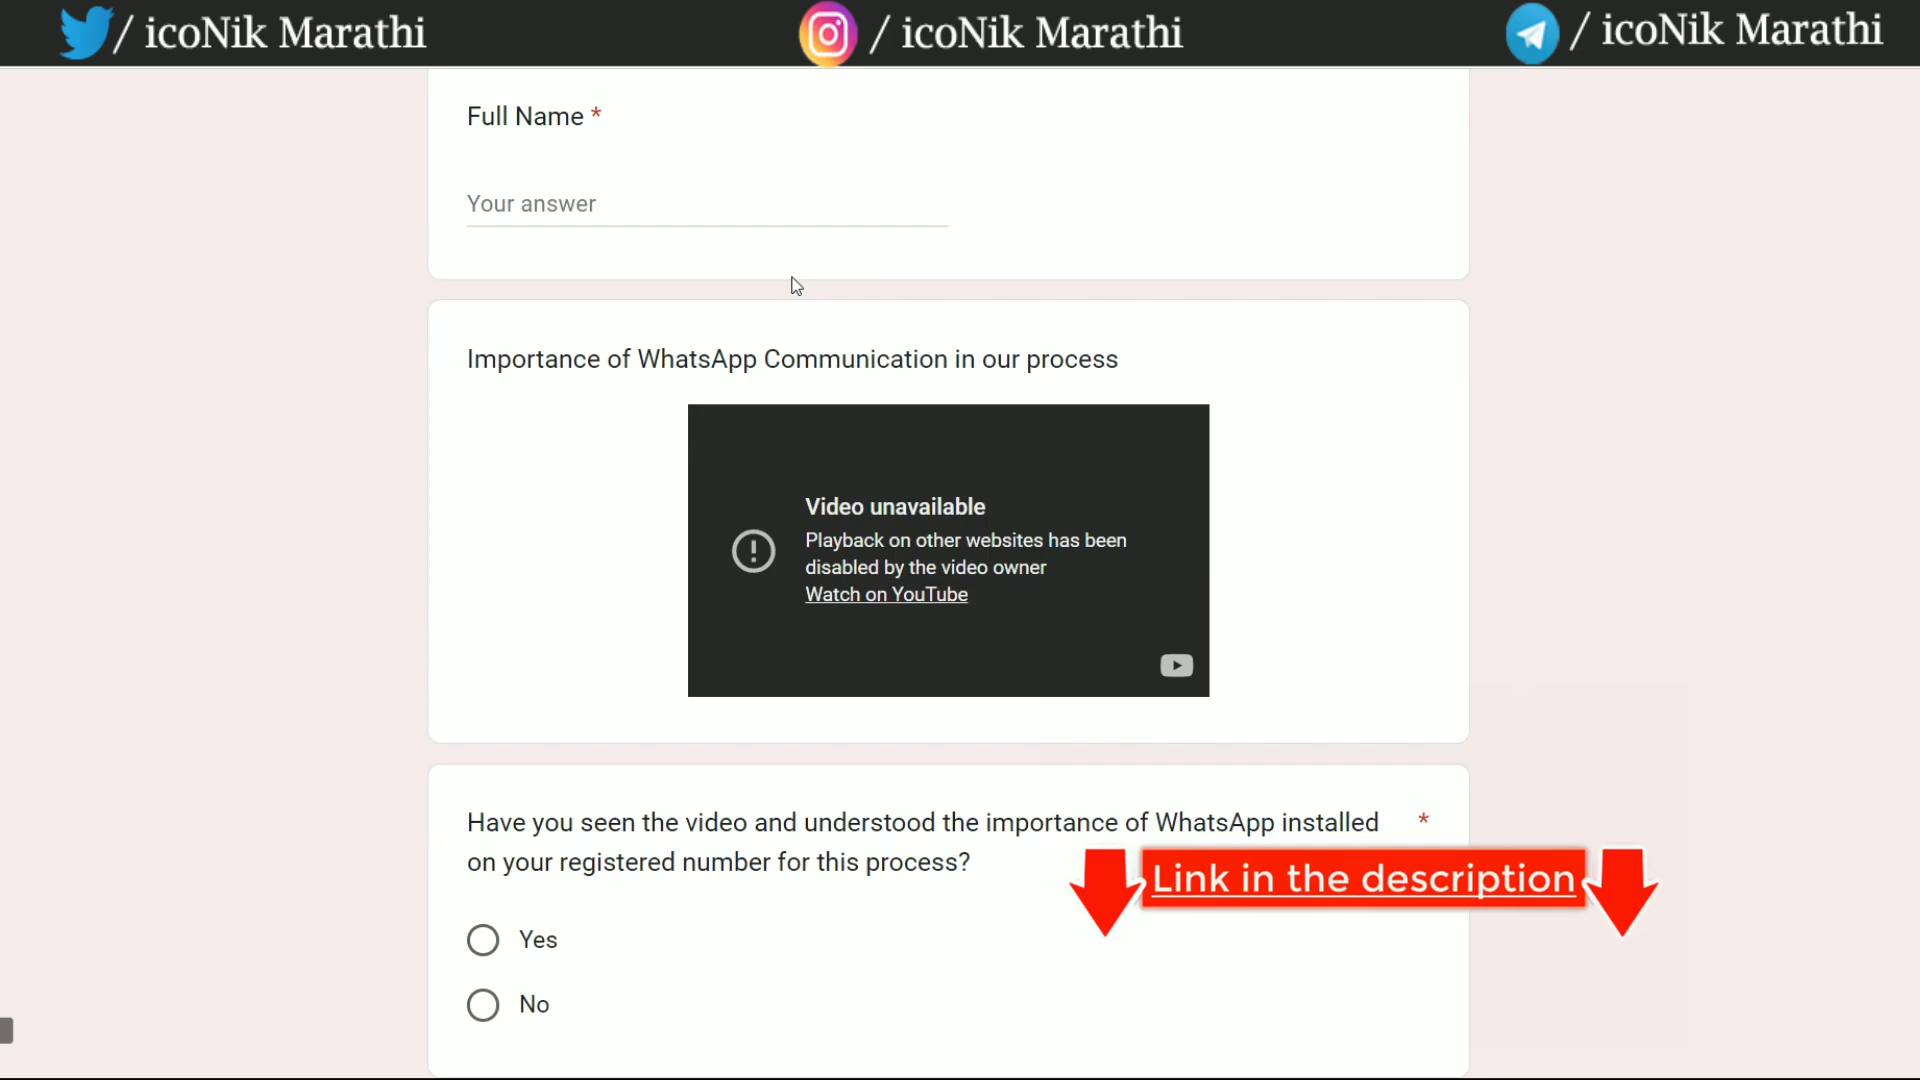 / icoNik Marathi
/ icoNik Marathi
/ icoNik Marathi
Full Name *
Your answer
Importance of WhatsApp Communication in our process
Video unavailable
Playback on other websites has been
disabled by the video owner
Watch on YouTube
Have you seen the video and understood the importance of WhatsApp installed *
on your registered number for this process?
Link in the description
Yes
No